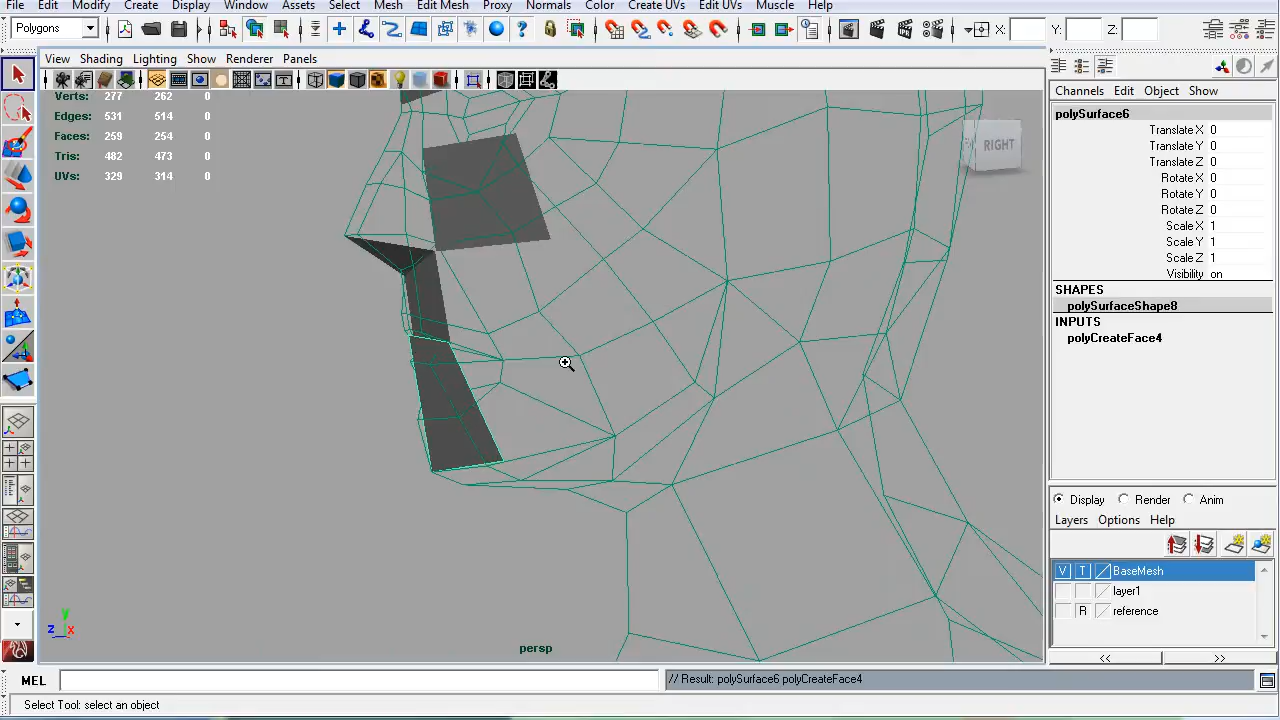 File Edit Modify Create Display Window Assets Select Mesh Edit Mesh Proxy Normals Color Create UVs Edit UVs Muscle Help
Polygons X: Y: Z:
View Shading Lighting Show Renderer Panels
Channels Edit Object Show
Verts: 277 262 0
Edges: 531 514 0
Faces: 259 254 0
Tris: 482 473 0
UVs: 329 314 0
RIGHT
polySurface6
Translate X 0
Translate Y 0
Translate Z 0
Rotate X 0
Rotate Y 0
Rotate Z 0
Scale X 1
Scale Y 1
Scale Z 1
Visibility on
SHAPES
polySurfaceShape8
INPUTS
polyCreateFace4
Display Render Anim
Layers Options Help
V T BaseMesh
layer1
R reference
y
z x
persp
<< >>
MEL // Result: polySurface6 polyCreateFace4
Select Tool: select an object